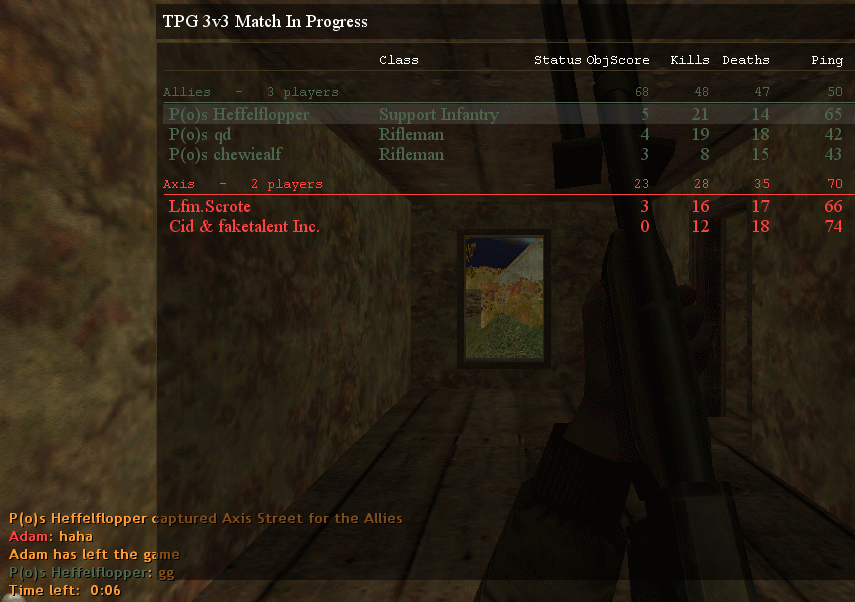 TPG 3v3 Match In Progress
Class Status ObjScore Kills Deaths Ping
Allies - 3 players 68 48 47 50
P(o)s Heffelflopper Support Infantry 5 21 14 65
P(o)s qd Rifleman 4 19 18 42
P(o)s chewiealf Rifleman 3 8 15 43
Axis - 2 players 23 28 35 70
Lfm.Scrote 3 16 17 66
Cid & faketalent Inc. 0 12 18 74
P(o)s Heffelflopper captured Axis Street for the Allies
Adam: haha
Adam has left the game
P(o)s Heffelflopper: gg
Time left: 0:06